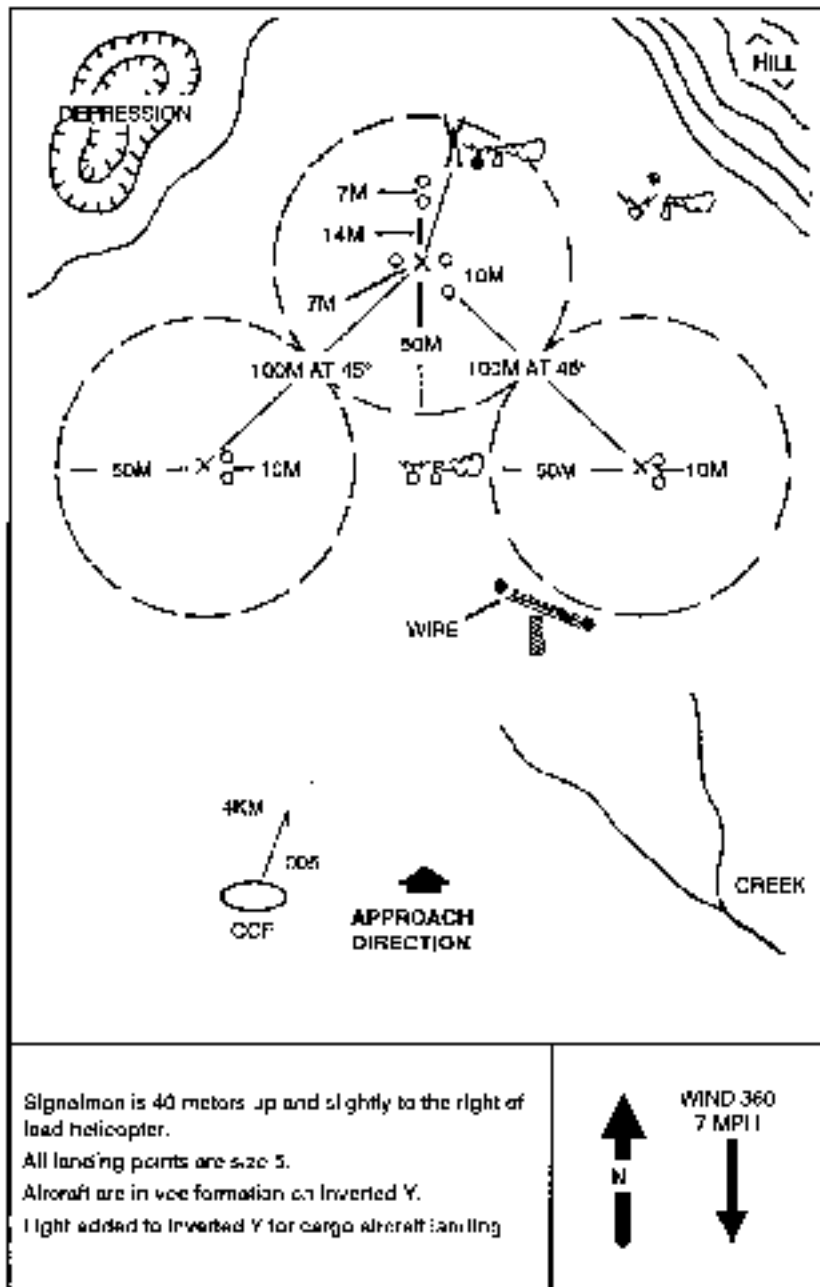 HILL
DEPRESSION
7M
14M
10M
7M
50M
100M AT 45°
100M AT 45°
50M
10M
50M
10M
WIRE
4KM
005
CCP
APPROACH
DIRECTION
CREEK
Signalman is 40 meters up and slightly to the right of
lead helicopter.
All landing points are size 5.
Aircraft are in vee formation on Inverted Y.
Light added to Inverted Y for cargo aircraft landing
N
WIND 360
7 MPH